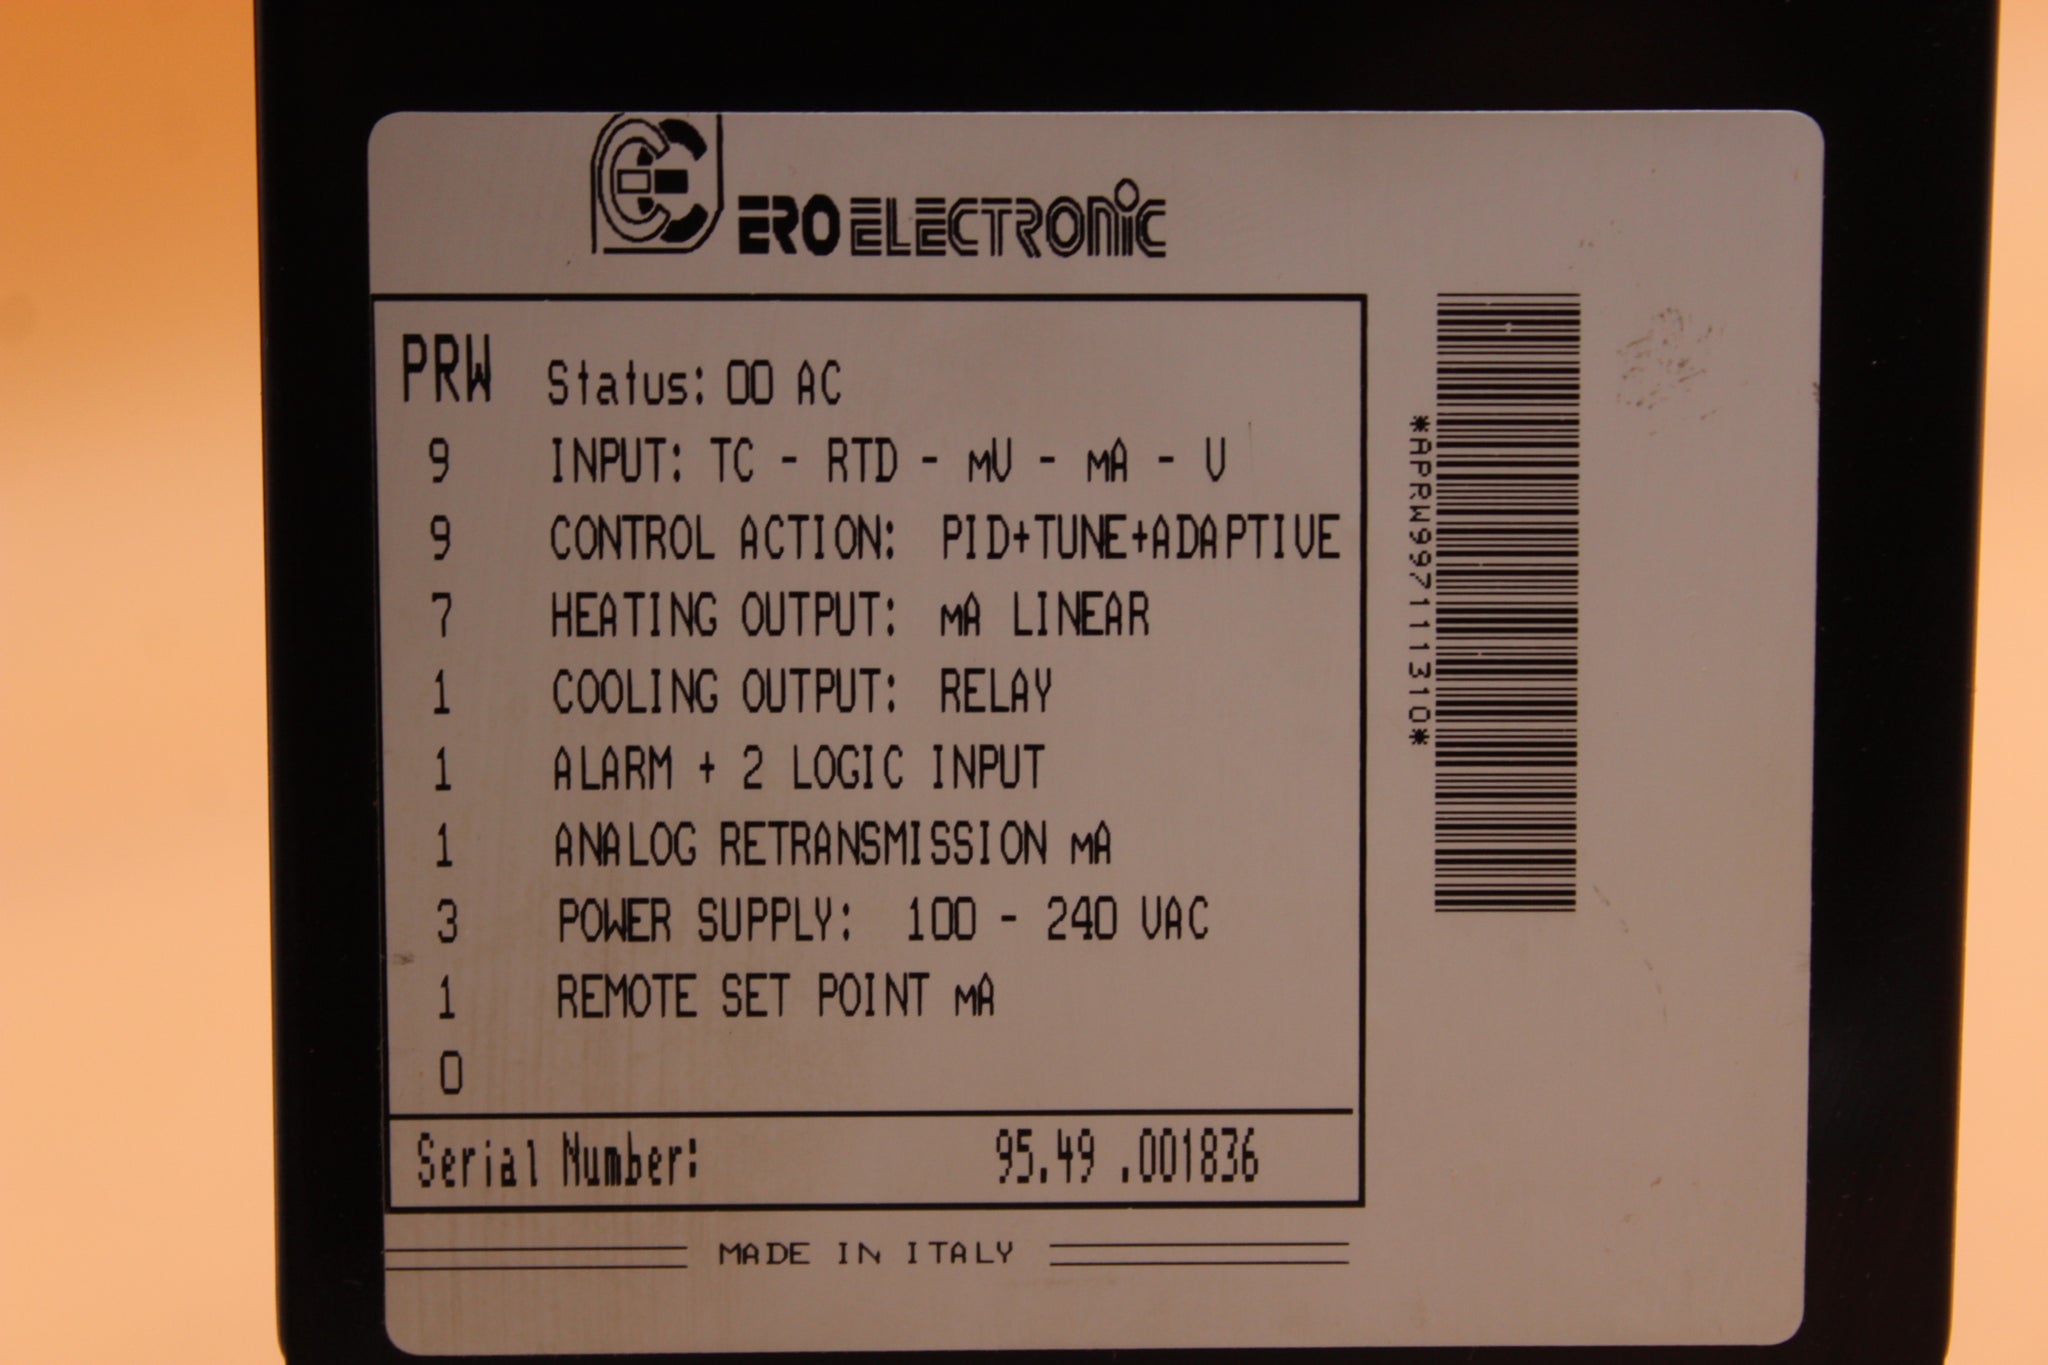 ERO ELECTRONIC
PRW Status: 00 AC
9 INPUT: TC - RTD - mV - mA - V
9 CONTROL ACTION: PID+TUNE+ADAPTIVE
7 HEATING OUTPUT: mA LINEAR
1 COOLING OUTPUT: RELAY
1 ALARM + 2 LOGIC INPUT
1 ANALOG RETRANSMISSION mA
3 POWER SUPPLY: 100 - 240 VAC
1 REMOTE SET POINT mA
0
Serial Number: 95.49 .001836
MADE IN ITALY
*APRW997111310*